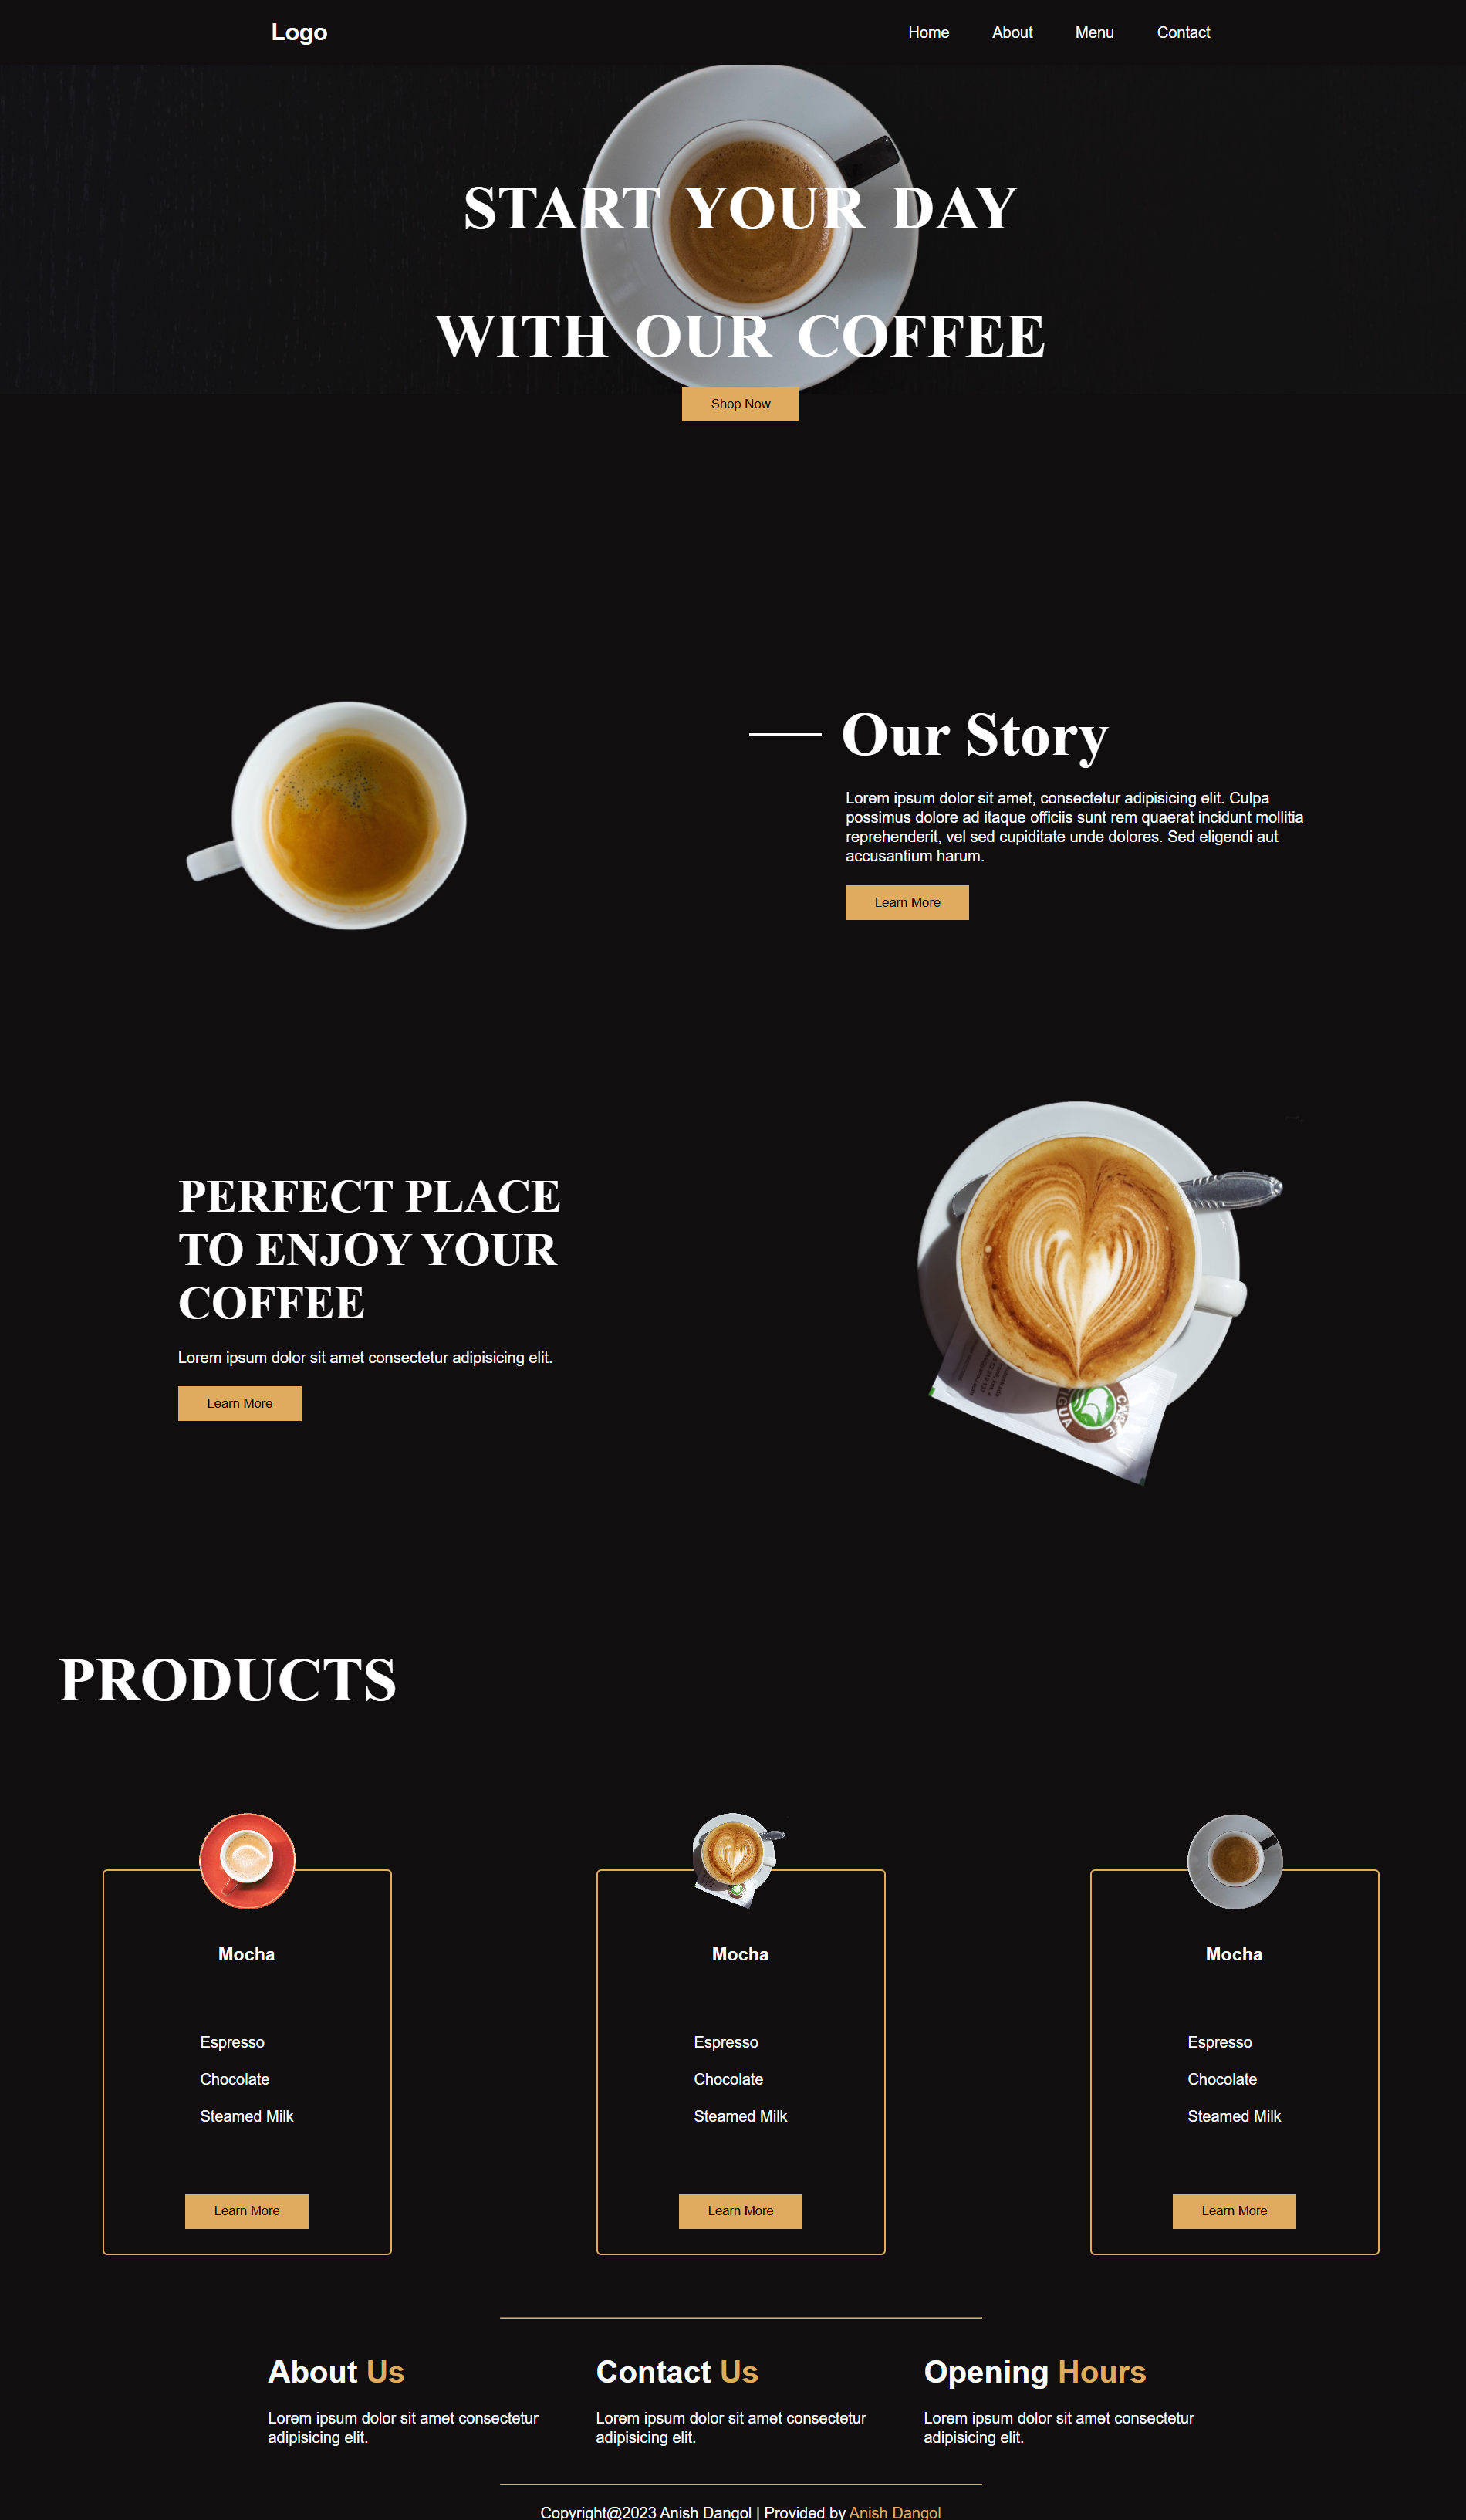 Logo
Home About Menu Contact
START YOUR DAY
WITH OUR COFFEE
Shop Now
Our Story
Lorem ipsum dolor sit amet, consectetur adipisicing elit. Culpa
possimus dolore ad itaque officiis sunt rem quaerat incidunt mollitia
reprehenderit, vel sed cupiditate unde dolores. Sed eligendi aut
accusantium harum.
Learn More
PERFECT PLACE
TO ENJOY YOUR
COFFEE
Lorem ipsum dolor sit amet consectetur adipisicing elit.
Learn More
PRODUCTS
Mocha
Espresso
Chocolate
Steamed Milk
Learn More
Mocha
Espresso
Chocolate
Steamed Milk
Learn More
Mocha
Espresso
Chocolate
Steamed Milk
Learn More
About Us
Lorem ipsum dolor sit amet consectetur
adipisicing elit.
Contact Us
Lorem ipsum dolor sit amet consectetur
adipisicing elit.
Opening Hours
Lorem ipsum dolor sit amet consectetur
adipisicing elit.
Copyright@2023 Anish Dangol | Provided by Anish Dangol